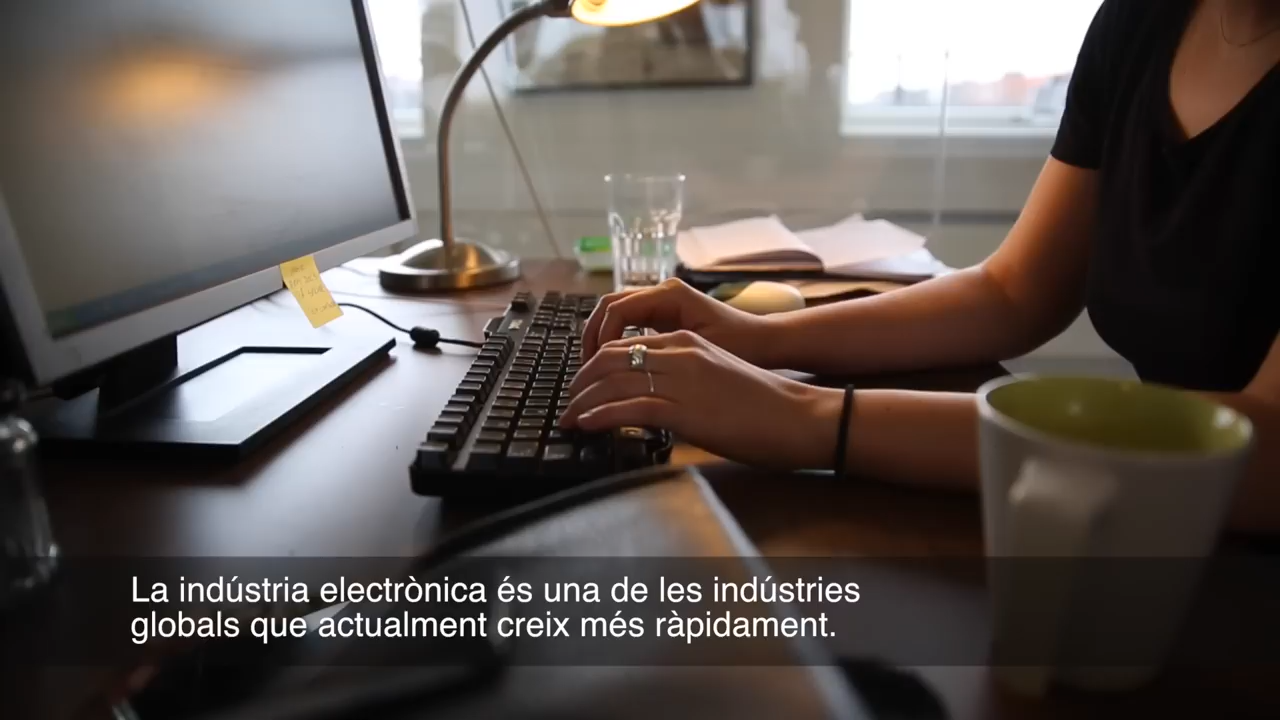 La indústria electrònica és una de les indústries
globals que actualment creix més ràpidament.